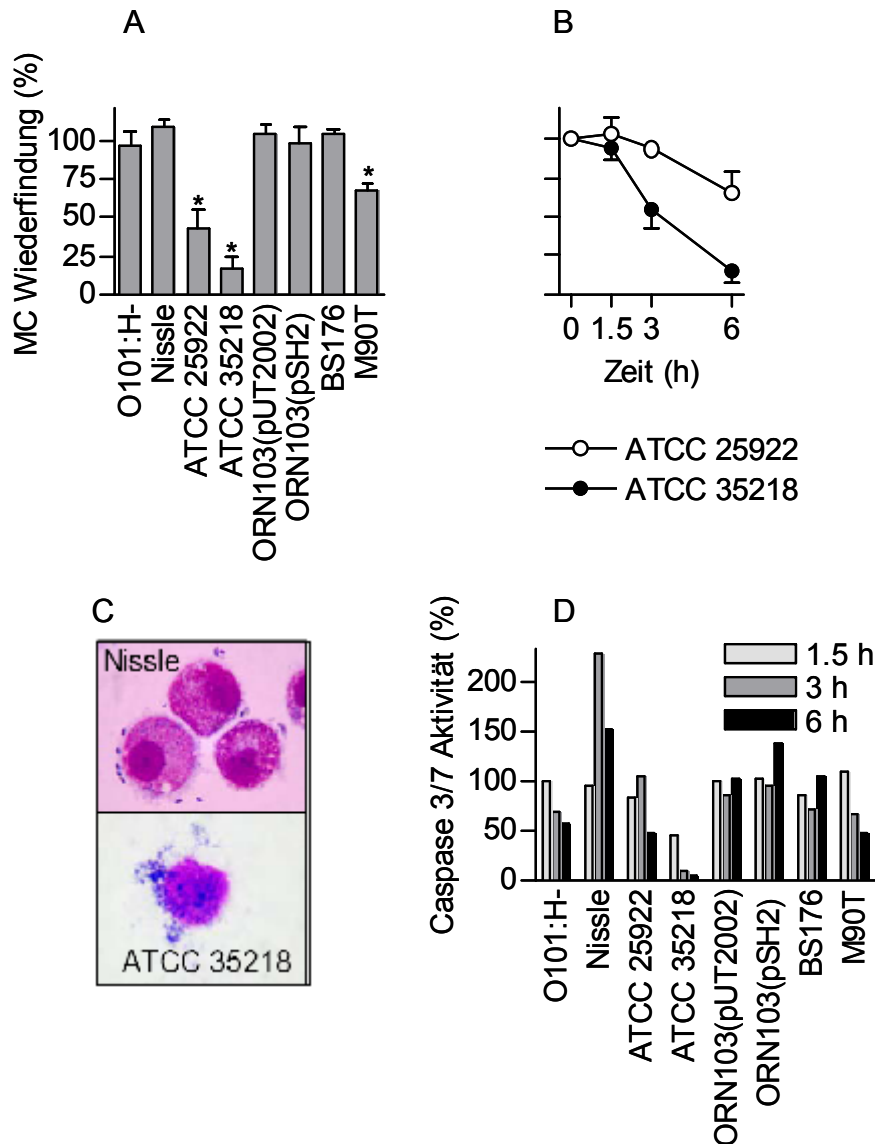 A
MC Wiederfindung (%)
100
75
50
25
0
O101:H-
Nissle
ATCC 25922
ATCC 35218
ORN103(pUT2002)
ORN103(pSH2)
BS176
M90T
*
*
*
B
0 1.5 3 6
Zeit (h)
ATCC 25922
ATCC 35218
C
Nissle
ATCC 35218
D
Caspase 3/7 Aktivität (%)
200
150
100
50
0
1.5 h
3 h
6 h
O101:H-
Nissle
ATCC 25922
ATCC 35218
ORN103(pUT2002)
ORN103(pSH2)
BS176
M90T